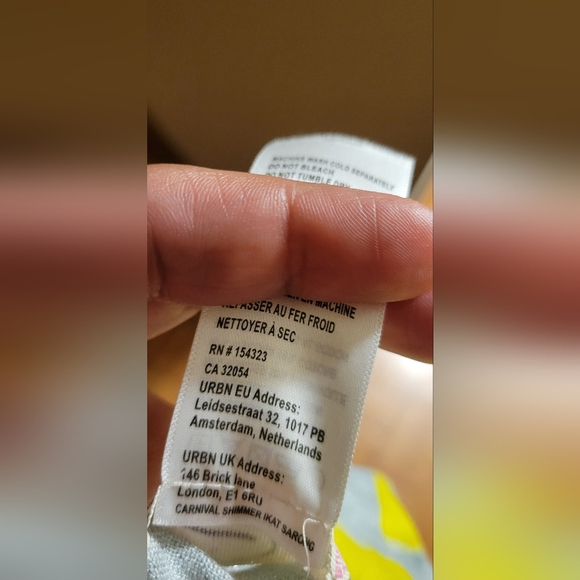 MACHINE WASH COLD SEPARATELY
DO NOT BLEACH
DO NOT TUMBLE DRY
EN MACHINE
REPASSER AU FER FROID
NETTOYER À SEC
RN # 154323
CA 32054
URBN EU Address:
Leidsestraat 32, 1017 PB
Amsterdam, Netherlands
URBN UK Address:
146 Brick lane
London, E1 6RU
CARNIVAL SHIMMER IKAT SARONG